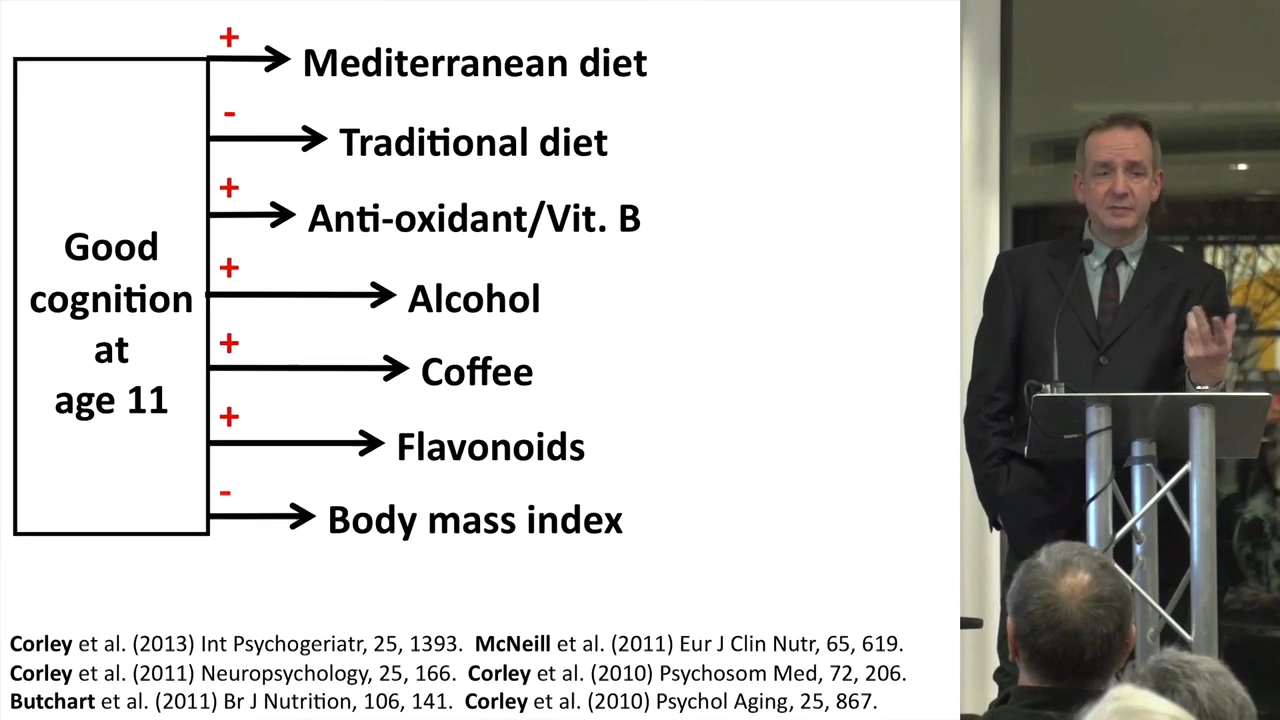 +
Mediterranean diet
-
Traditional diet
+
Anti-oxidant/Vit. B
+
Alcohol
+
Coffee
+
Flavonoids
-
Body mass index
Good
cognition
at
age 11
Corley et al. (2013) Int Psychogeriatr, 25, 1393. McNeill et al. (2011) Eur J Clin Nutr, 65, 619.
Corley et al. (2011) Neuropsychology, 25, 166. Corley et al. (2010) Psychosom Med, 72, 206.
Butchart et al. (2011) Br J Nutrition, 106, 141. Corley et al. (2010) Psychol Aging, 25, 867.